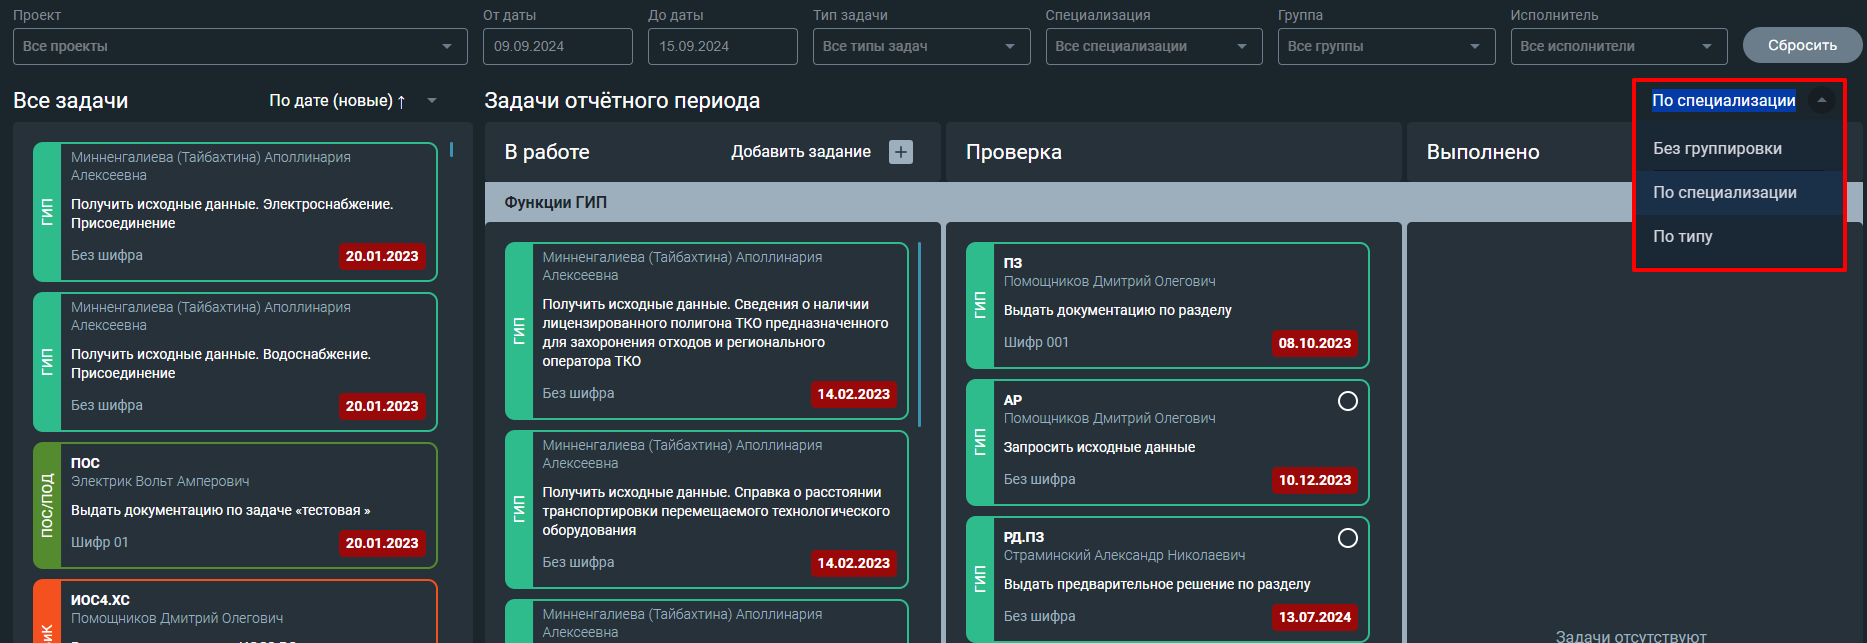 Проект
От даты
До даты
Тип задачи
Специализация
Группа
Исполнитель
Все проекты
09.09.2024
15.09.2024
Все типы задач
Все специализации
Все группы
Все исполнители
Сбросить
Все задачи
По дате (новые) ↑
Задачи отчётного периода
По специализации
Без группировки
По специализации
По типу
ГИП
Минненгалиева (Тайбахтина) Аполлинария
Алексеевна
Получить исходные данные. Электроснабжение.
Присоединение
Без шифра
20.01.2023
ГИП
Минненгалиева (Тайбахтина) Аполлинария
Алексеевна
Получить исходные данные. Водоснабжение.
Присоединение
Без шифра
20.01.2023
ПОС/ПОД
ПОС
Электрик Вольт Амперович
Выдать документацию по задаче «тестовая »
Шифр 01
20.01.2023
ИОС4.ХС
Помощников Дмитрий Олегович
В работе
Добавить задание
+
Проверка
Выполнено
Функции ГИП
ГИП
Минненгалиева (Тайбахтина) Аполлинария
Алексеевна
Получить исходные данные. Сведения о наличии
лицензированного полигона ТКО предназначенного
для захоронения отходов и регионального
оператора ТКО
Без шифра
14.02.2023
ГИП
Минненгалиева (Тайбахтина) Аполлинария
Алексеевна
Получить исходные данные. Справка о расстоянии
транспортировки перемещаемого технологического
оборудования
Без шифра
14.02.2023
Минненгалиева (Тайбахтина) Аполлинария
Алексеевна
ГИП
ПЗ
Помощников Дмитрий Олегович
Выдать документацию по разделу
Шифр 001
08.10.2023
ГИП
АР
Помощников Дмитрий Олегович
Запросить исходные данные
Без шифра
10.12.2023
ГИП
РД.ПЗ
Страминский Александр Николаевич
Выдать предварительное решение по разделу
Без шифра
13.07.2024
Задачи отсутствуют